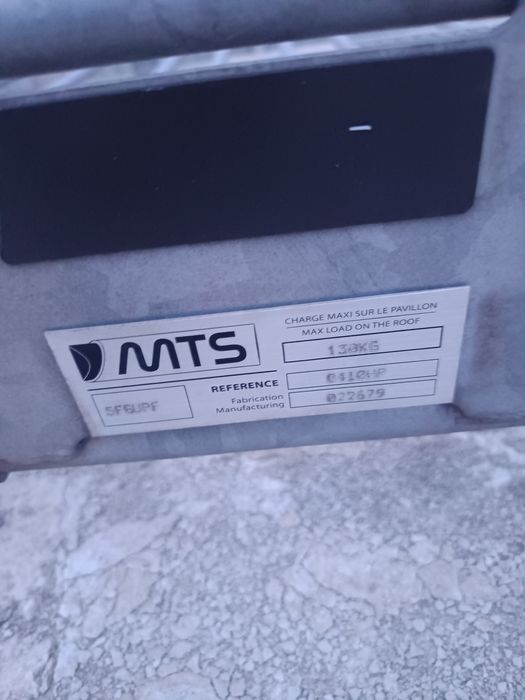 MTS
CHARGE MAXI SUR LE PAVILLON
MAX LOAD ON THE ROOF
130KG
REFERENCE
0410HP
SF6UPF
Fabrication
Manufacturing
022679